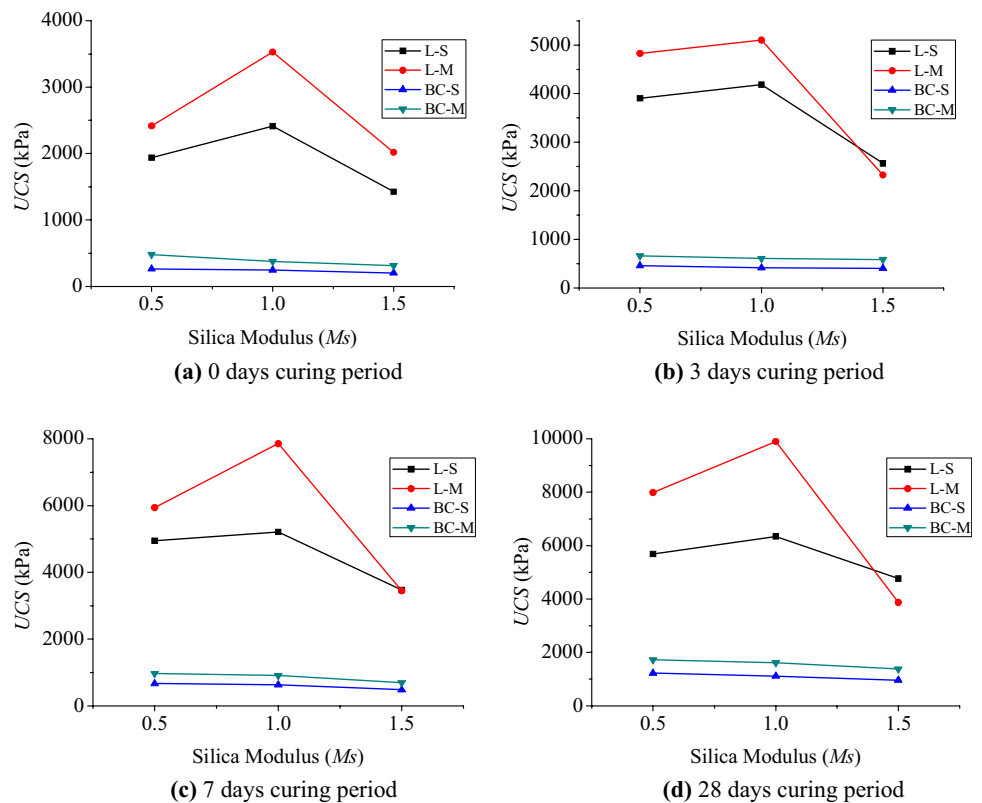 4000
3000
2000
1000
0
UCS (kPa)
L-S
L-M
BC-S
BC-M
0.5 1.0 1.5
Silica Modulus (Ms)
(a) 0 days curing period
5000
4000
3000
2000
1000
0
UCS (kPa)
L-S
L-M
BC-S
BC-M
0.5 1.0 1.5
Silica Modulus (Ms)
(b) 3 days curing period
8000
6000
4000
2000
0
UCS (kPa)
L-S
L-M
BC-S
BC-M
0.5 1.0 1.5
Silica Modulus (Ms)
(c) 7 days curing period
10000
8000
6000
4000
2000
0
UCS (kPa)
L-S
L-M
BC-S
BC-M
0.5 1.0 1.5
Silica Modulus (Ms)
(d) 28 days curing period